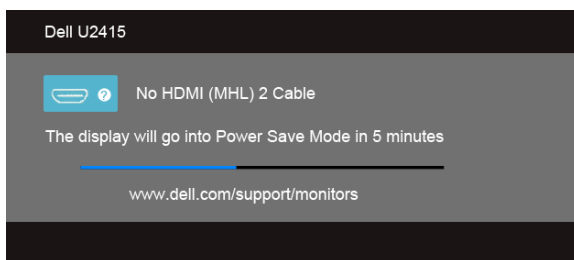 Dell U2415
? No HDMI (MHL) 2 Cable
The display will go into Power Save Mode in 5 minutes
www.dell.com/support/monitors